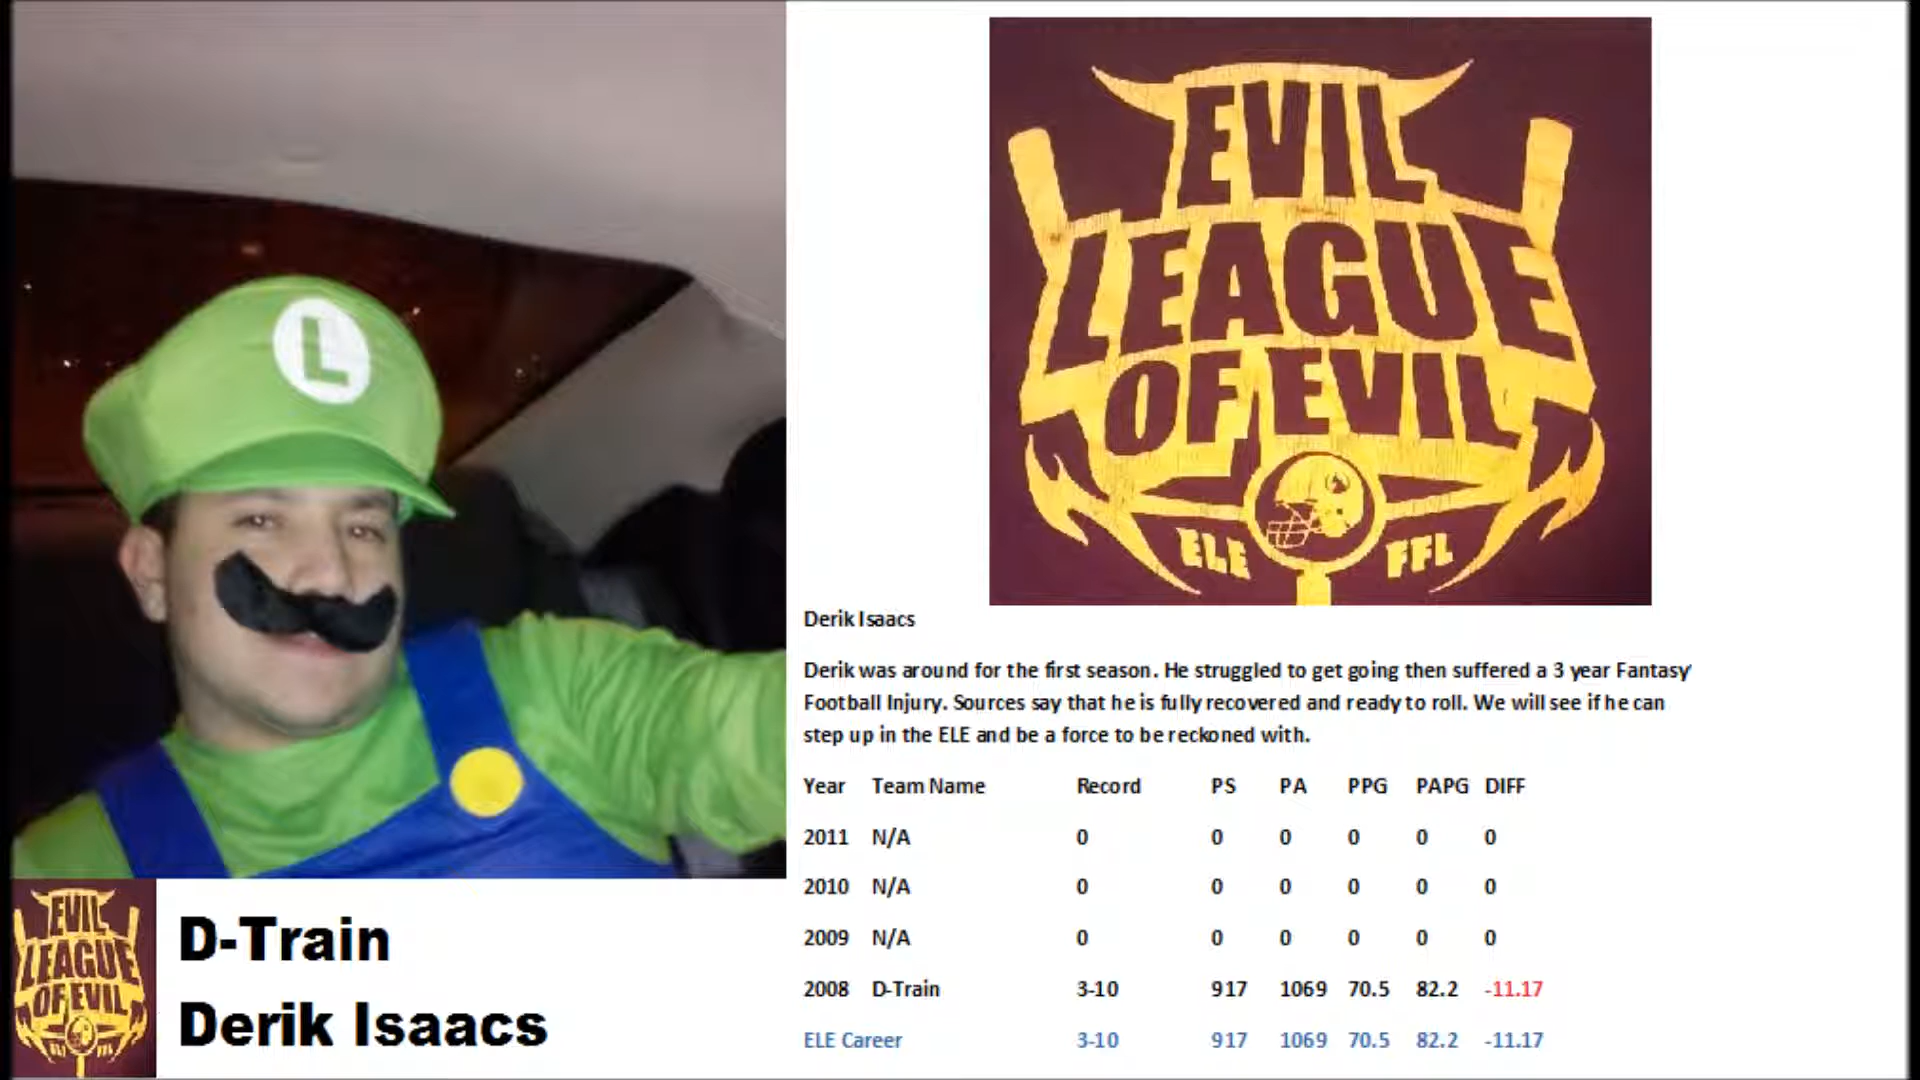 L
EVIL
LEAGUE
OF EVIL
ELE FFL
Derik Isaacs
Derik was around for the first season. He struggled to get going then suffered a 3 year Fantasy
Football Injury. Sources say that he is fully recovered and ready to roll. We will see if he can
step up in the ELE and be a force to be reckoned with.
Year Team Name Record PS PA PPG PAPG DIFF
2011 N/A 0 0 0 0 0 0
2010 N/A 0 0 0 0 0 0
2009 N/A 0 0 0 0 0 0
2008 D-Train 3-10 917 1069 70.5 82.2 -11.17
ELE Career 3-10 917 1069 70.5 82.2 -11.17
EVIL
LEAGUE
OF EVIL
ELE FFL
D-Train
Derik Isaacs